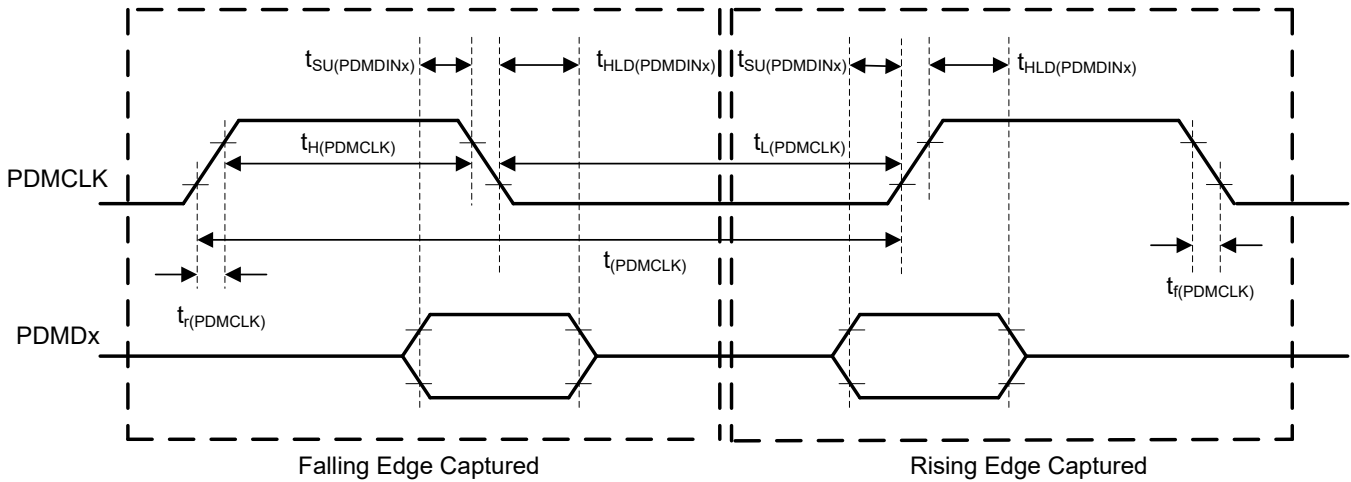 tSU(PDMDINx)
tHLD(PDMDINx)
tSU(PDMDINx)
tHLD(PDMDINx)
tH(PDMCLK)
tL(PDMCLK)
PDMCLK
t(PDMCLK)
tr(PDMCLK)
tf(PDMCLK)
PDMDx
Falling Edge Captured
Rising Edge Captured